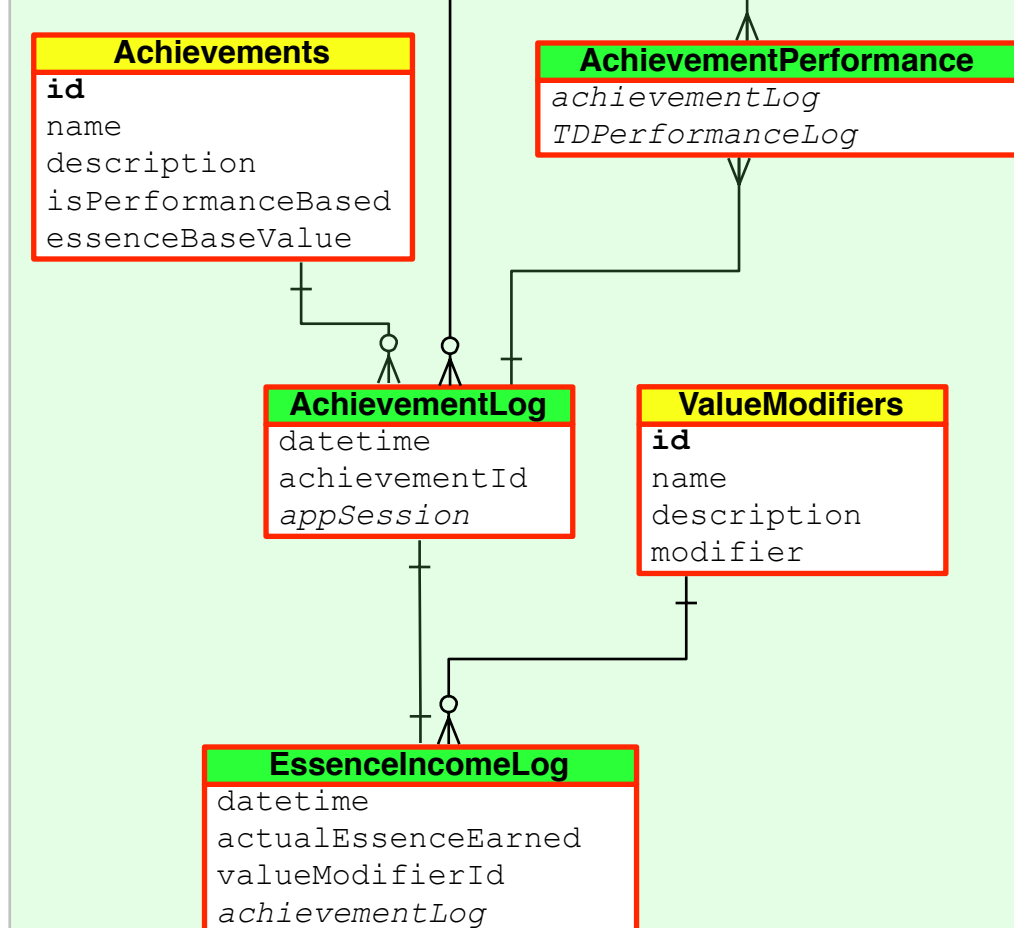 Achievements
id
name
description
isPerformanceBased
essenceBaseValue
AchievementPerformance
achievementLog
TDPerformanceLog
AchievementLog
datetime
achievementId
appSession
ValueModifiers
id
name
description
modifier
EssenceIncomeLog
datetime
actualEssenceEarned
valueModifierId
achievementLog